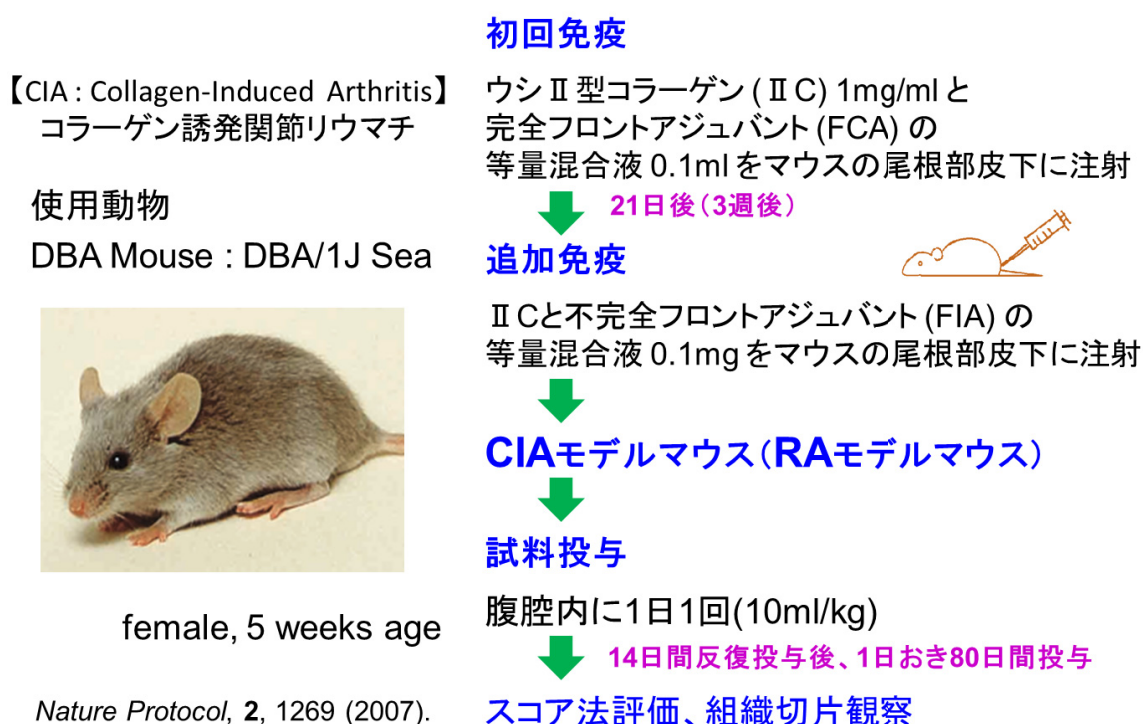 【CIA : Collagen-Induced Arthritis】
コラーゲン誘発関節リウマチ
使用動物
DBA Mouse : DBA/1J Sea
female, 5 weeks age
Nature Protocol, 2, 1269 (2007).
初回免疫
ウシⅡ型コラーゲン (ⅡC) 1mg/ml と
完全フロントアジュバント (FCA) の
等量混合液 0.1ml をマウスの尾根部皮下に注射
21日後（3週後）
追加免疫
ⅡCと不完全フロントアジュバント (FIA) の
等量混合液 0.1mg をマウスの尾根部皮下に注射
CIAモデルマウス（RAモデルマウス）
試料投与
腹腔内に1日1回(10ml/kg)
14日間反復投与後、1日おき80日間投与
スコア法評価、組織切片観察